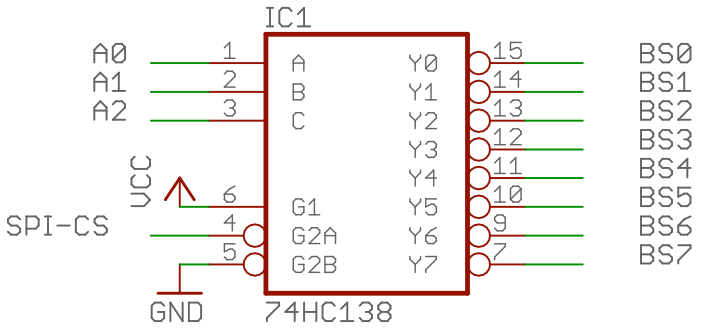 IC1
A0 1 A Y0 15 BS0
A1 2 B Y1 14 BS1
A2 3 C Y2 13 BS2
Y3 12 BS3
Y4 11 BS4
VCC 6 G1 Y5 10 BS5
SPI-CS 4 G2A Y6 9 BS6
5 G2B Y7 7 BS7
GND 74HC138